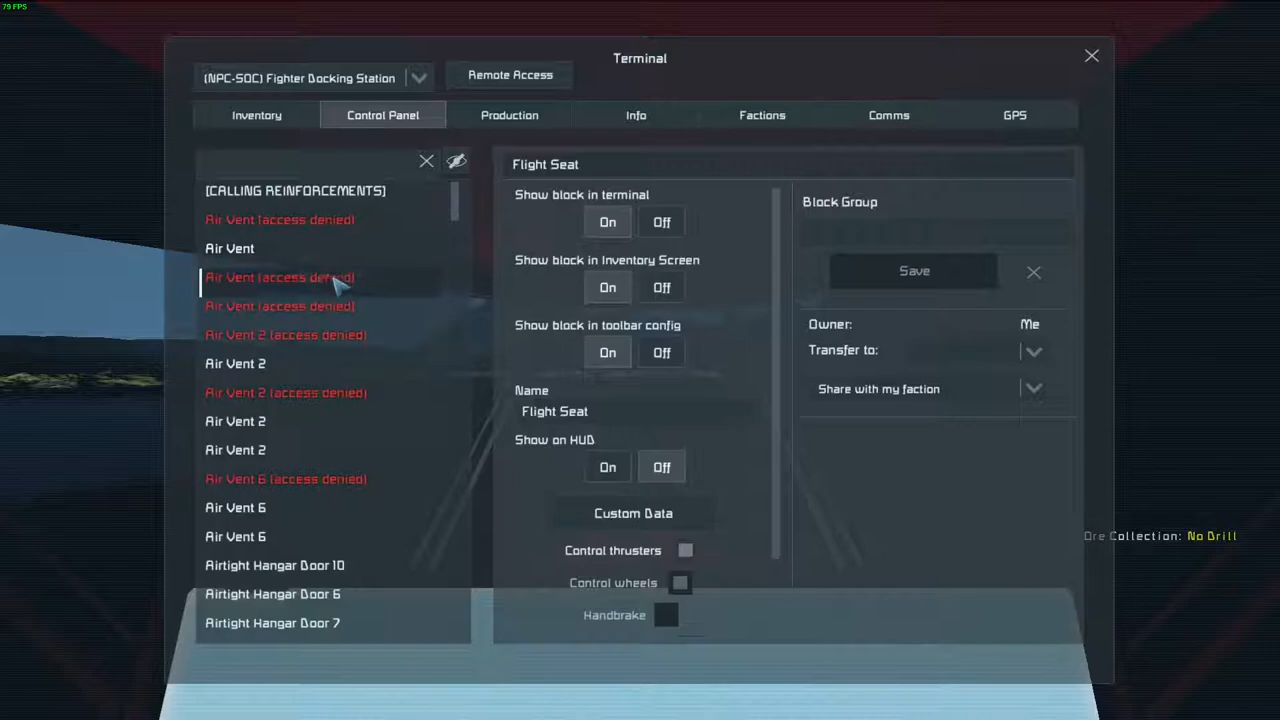 79 FPS
Terminal
(NPC-SOC) Fighter Docking Station
Remote Access
Inventory
Control Panel
Production
Info
Factions
Comms
GPS
[CALLING REINFORCEMENTS]
Air Vent (access denied)
Air Vent
Air Vent (access denied)
Air Vent (access denied)
Air Vent 2 (access denied)
Air Vent 2
Air Vent 2 (access denied)
Air Vent 2
Air Vent 2
Air Vent 6 (access denied)
Air Vent 6
Air Vent 6
Airtight Hangar Door 10
Airtight Hangar Door 6
Airtight Hangar Door 7
Flight Seat
Show block in terminal
On Off
Show block in Inventory Screen
On Off
Show block in toolbar config
On Off
Name
Flight Seat
Show on HUD
On Off
Custom Data
Control thrusters
Control wheels
Handbrake
Block Group
Save
Owner: Me
Transfer to:
Share with my faction
Ore Collection: No Drill